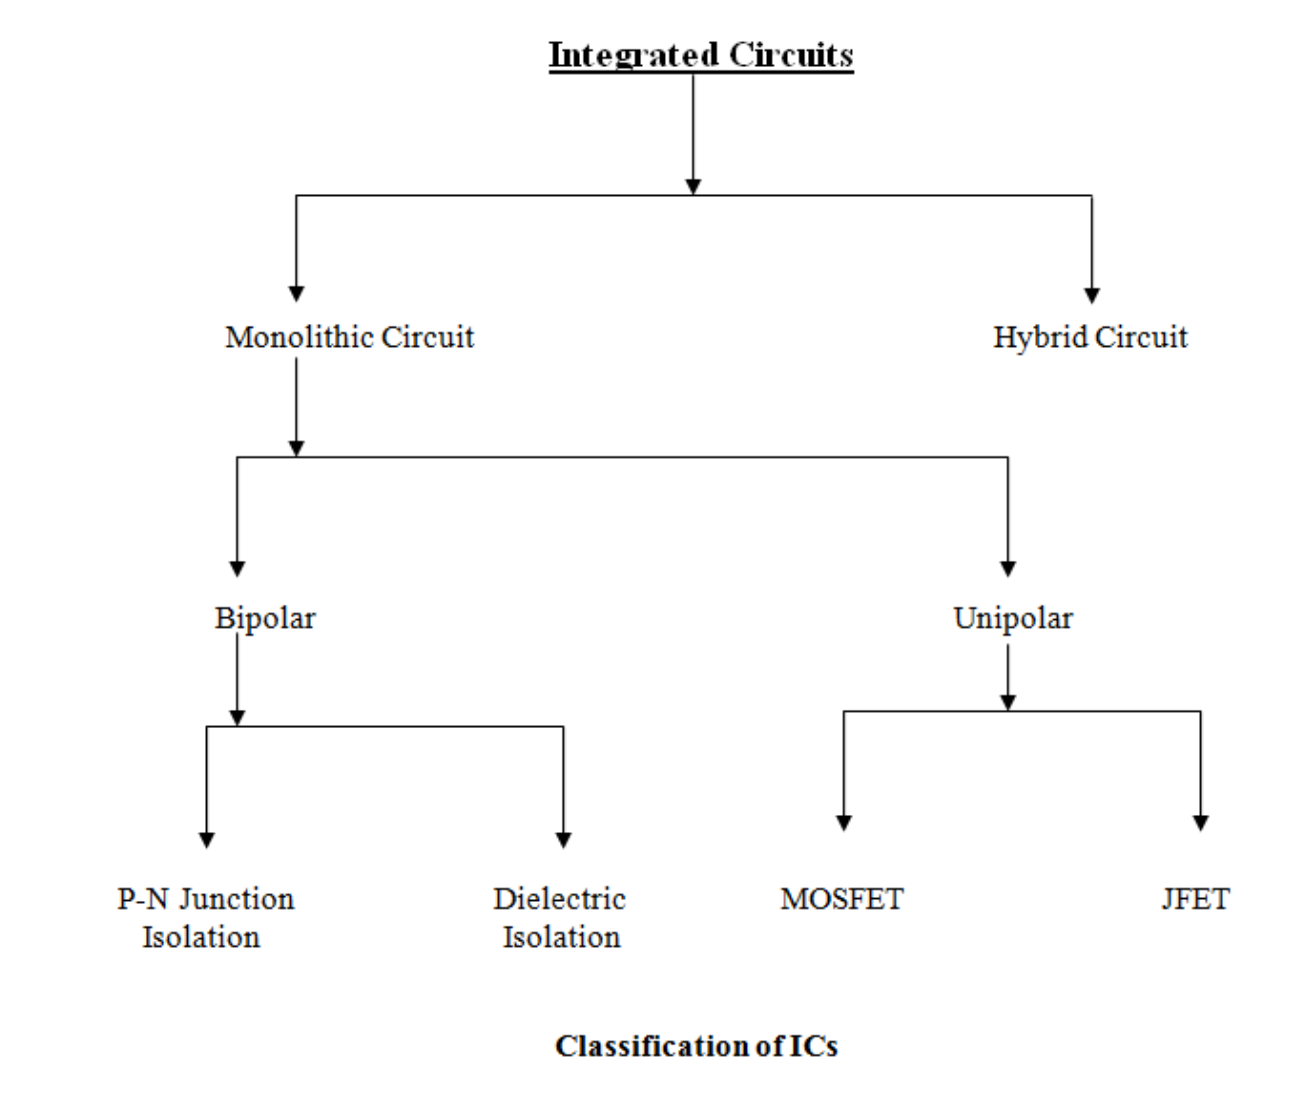 Integrated Circuits
Monolithic Circuit
Hybrid Circuit
Bipolar
Unipolar
P-N Junction
Isolation
Dielectric
Isolation
MOSFET
JFET
Classification of ICs